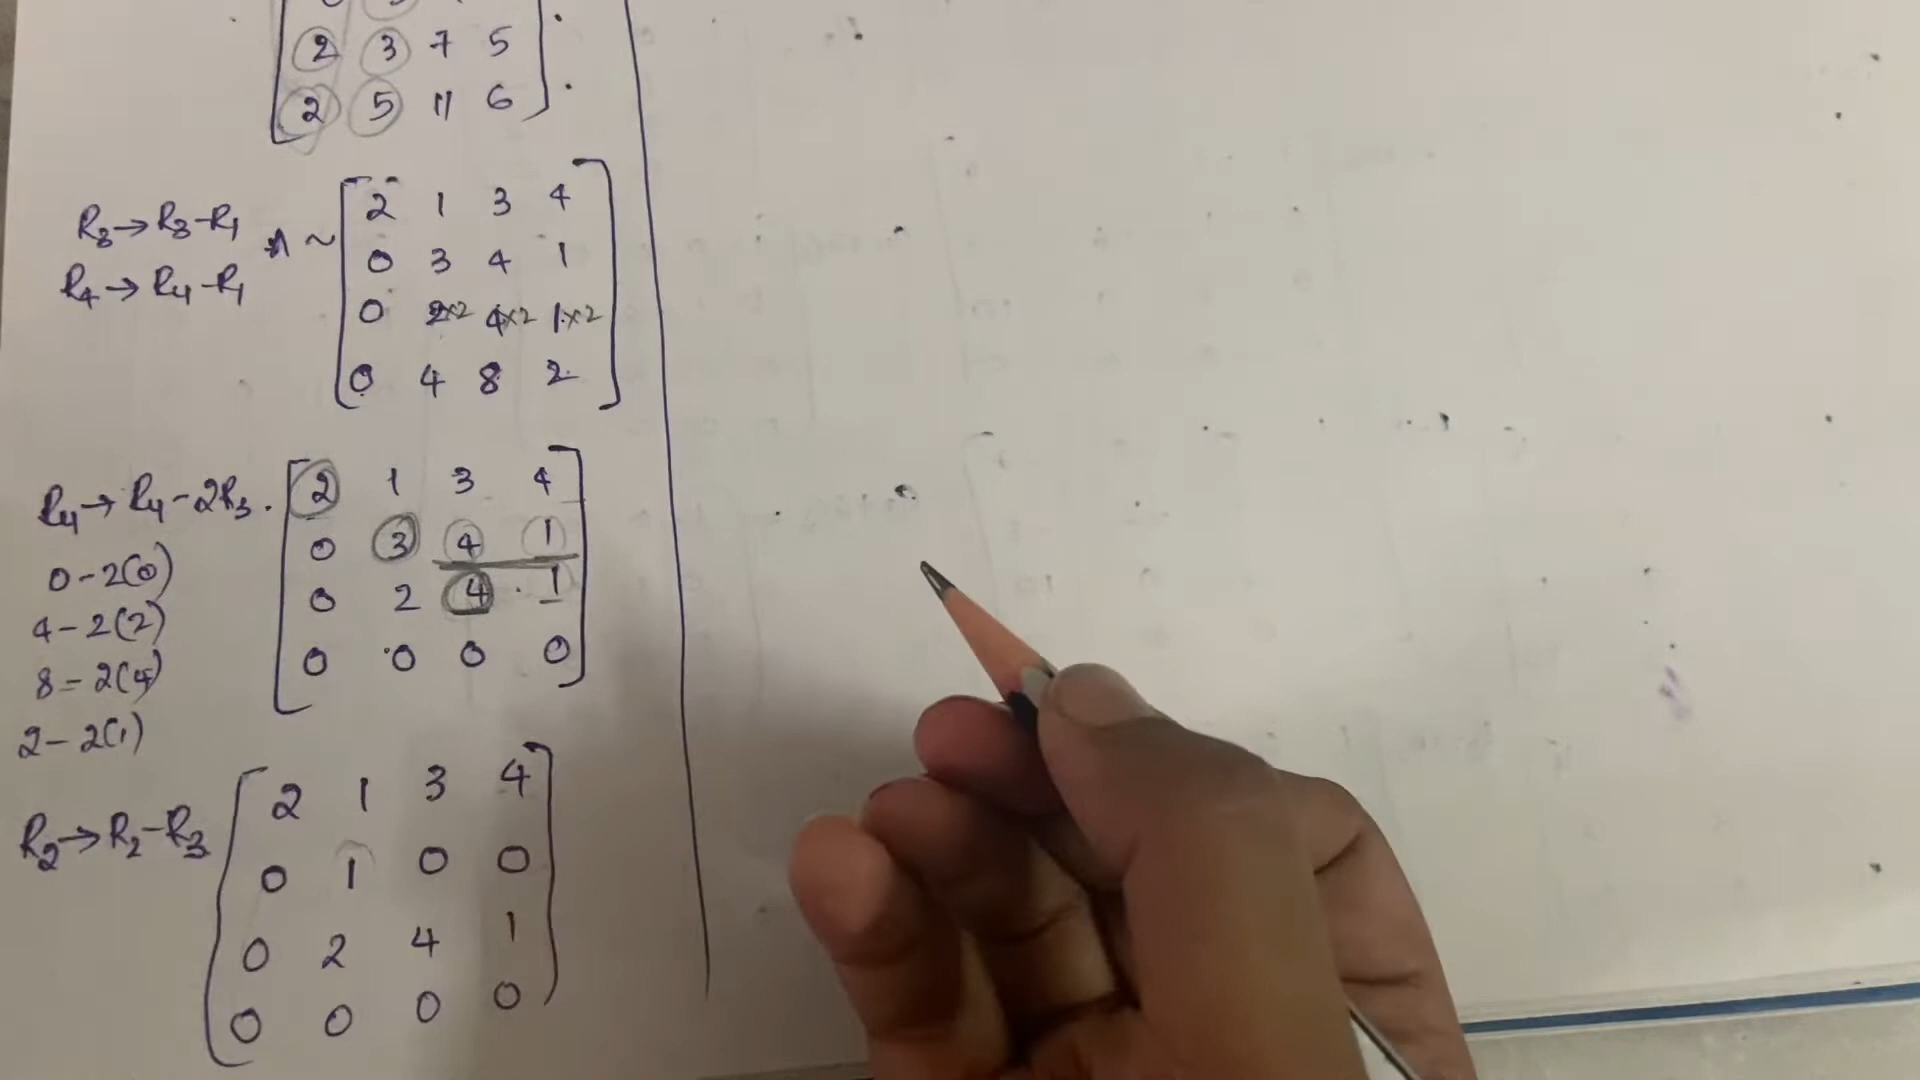 2 3 7 5
2 5 11 6
R3→R3-R1
R4→R4-R1
A ~
2 1 3 4
0 3 4 1
0 2×2 4×2 1×2
0 4 8 2
R4→R4-2R3.
2 1 3 4
0 3 4 1
0 2 4 1
0 0 0 0
0-2(0)
4-2(2)
8-2(4)
2-2(1)
R2→R2-R3
2 1 3 4
0 1 0 0
0 2 4 1
0 0 0 0